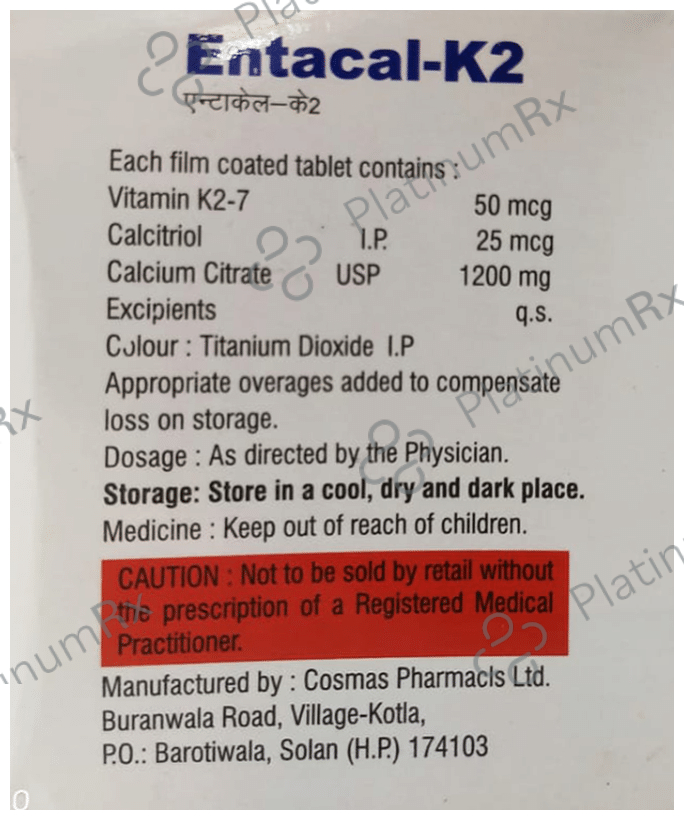 Entacal-K2
एन्टाकेल-के2
Each film coated tablet contains :
Vitamin K2-7 50 mcg
Calcitriol I.P. 25 mcg
Calcium Citrate USP 1200 mg
Excipients q.s.
Colour : Titanium Dioxide I.P
Appropriate overages added to compensate
loss on storage.
Dosage : As directed by the Physician.
Storage: Store in a cool, dry and dark place.
Medicine : Keep out of reach of children.
CAUTION : Not to be sold by retail without
the prescription of a Registered Medical
Practitioner.
Manufactured by : Cosmas Pharmacls Ltd.
Buranwala Road, Village-Kotla,
P.O.: Barotiwala, Solan (H.P.) 174103
PlatinumRx
PlatinumRx
PlatinumRx
Rx
inumRx
Platin
0